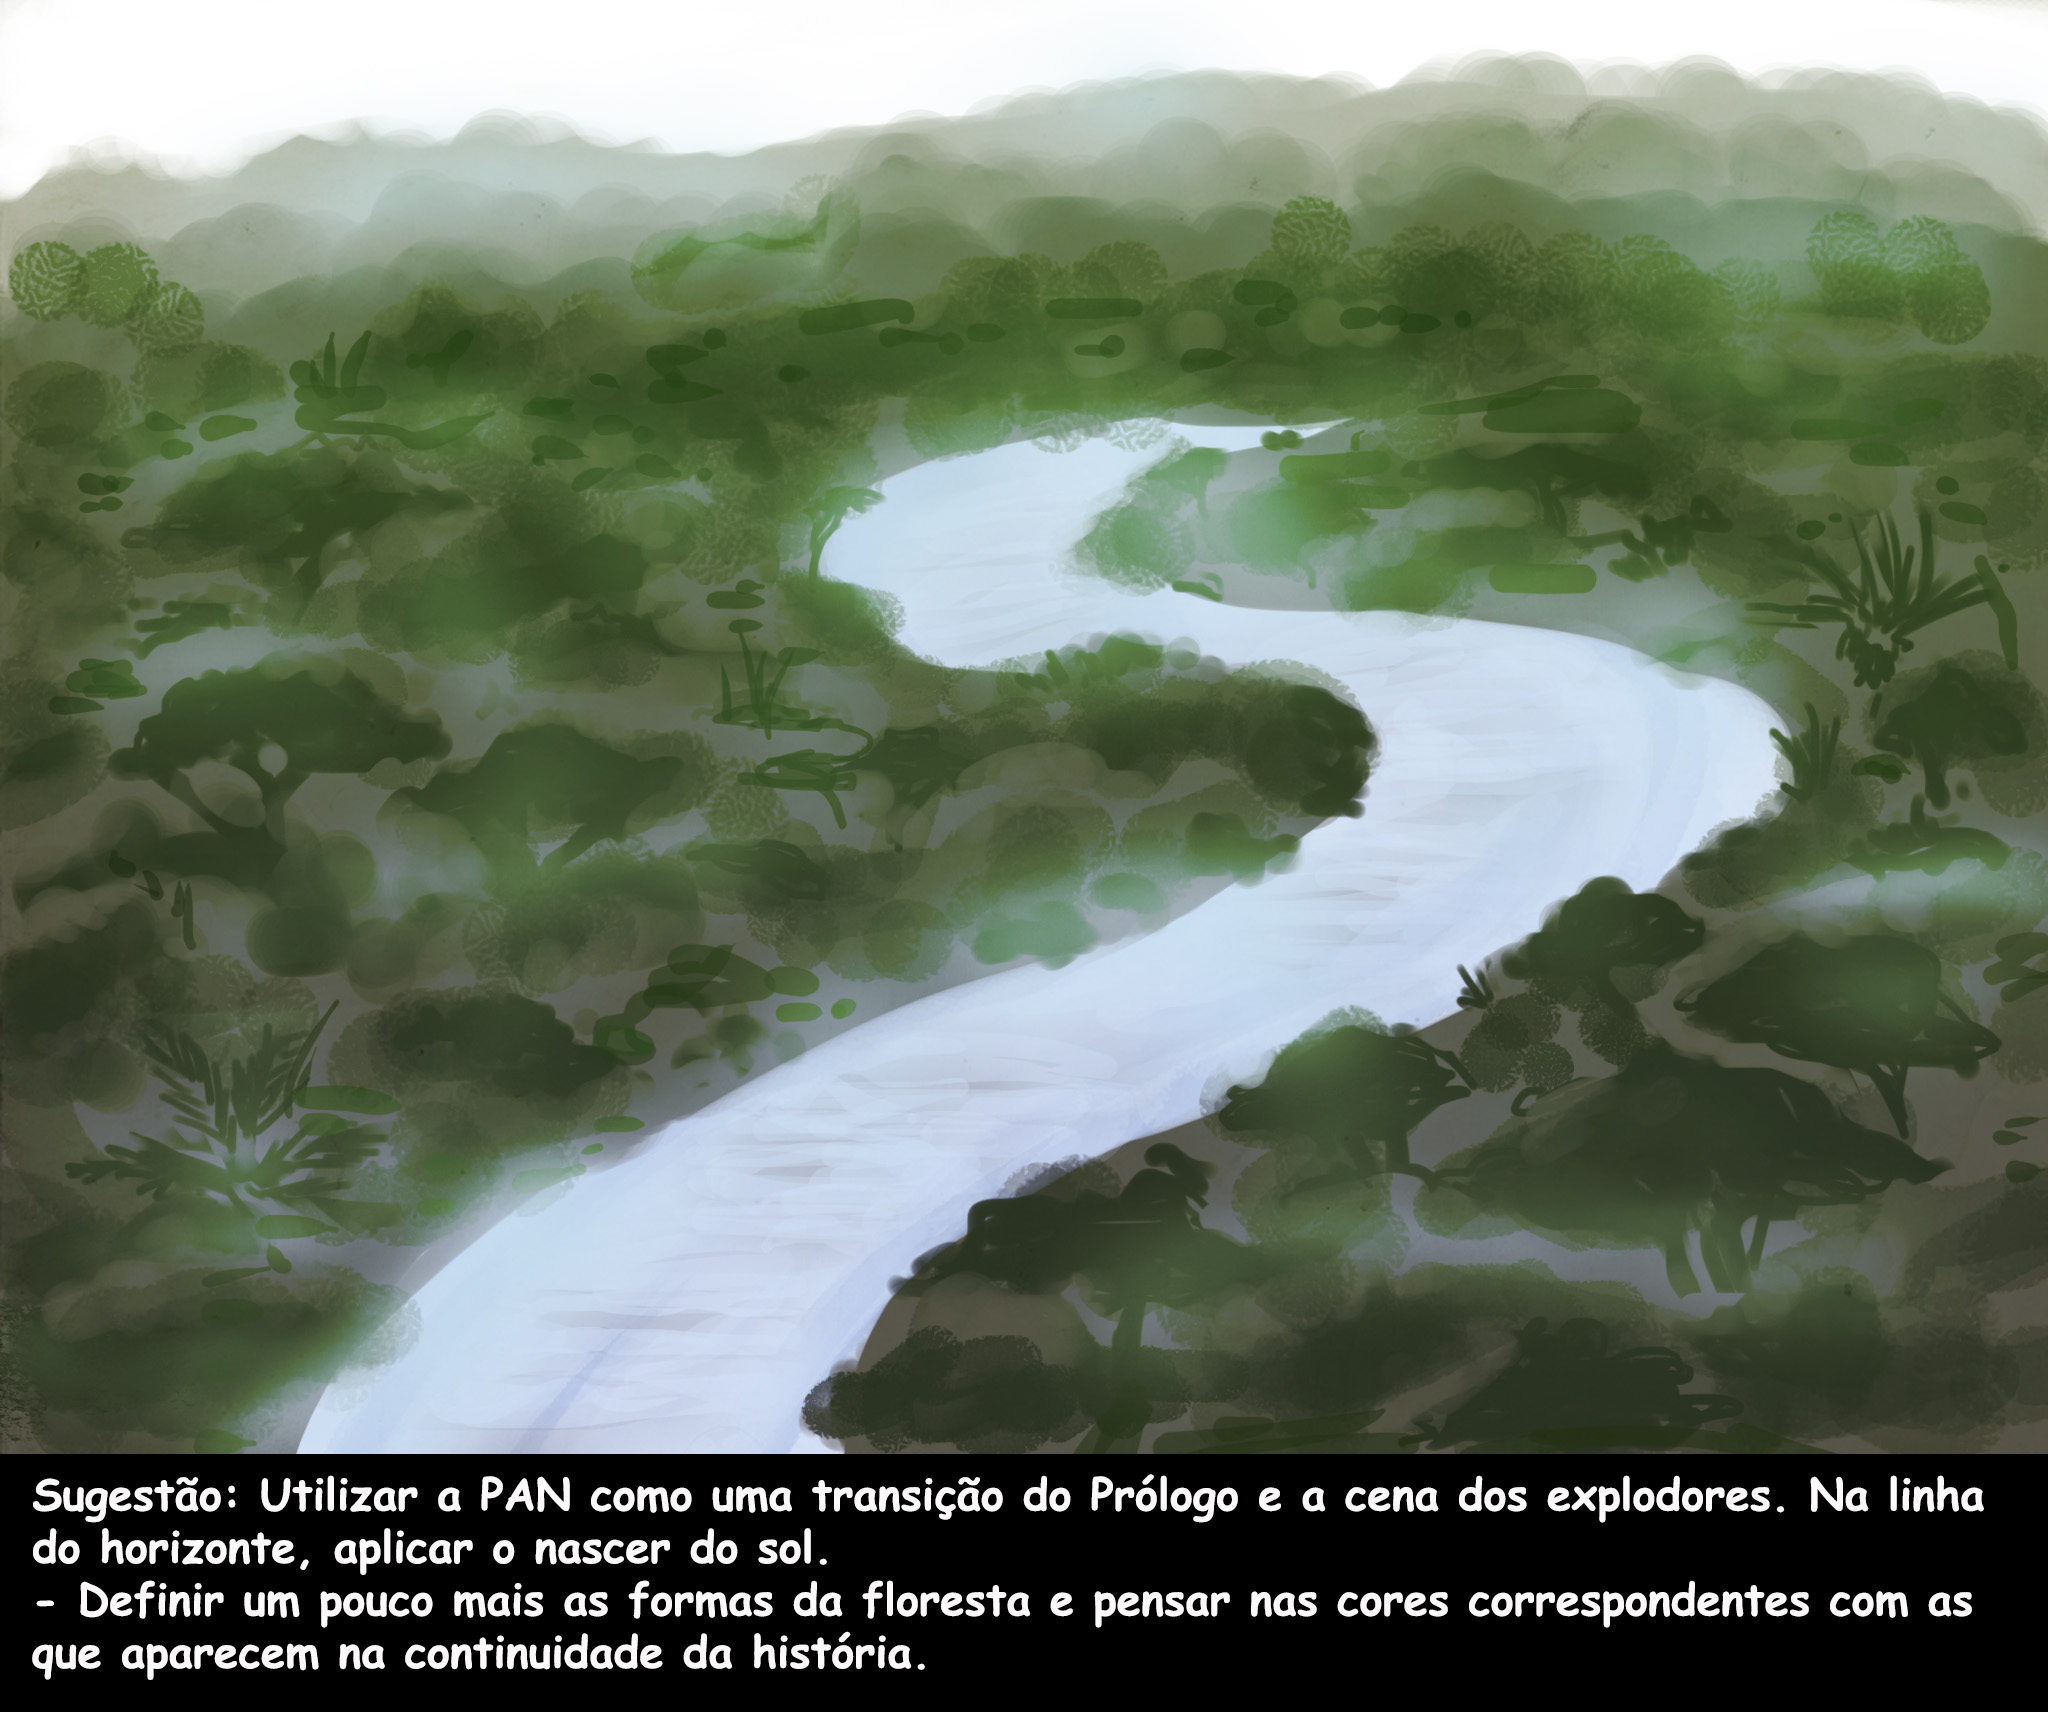 Sugestão: Utilizar a PAN como uma transição do Prólogo e a cena dos explodores. Na linha
do horizonte, aplicar o nascer do sol.
- Definir um pouco mais as formas da floresta e pensar nas cores correspondentes com as
que aparecem na continuidade da história.